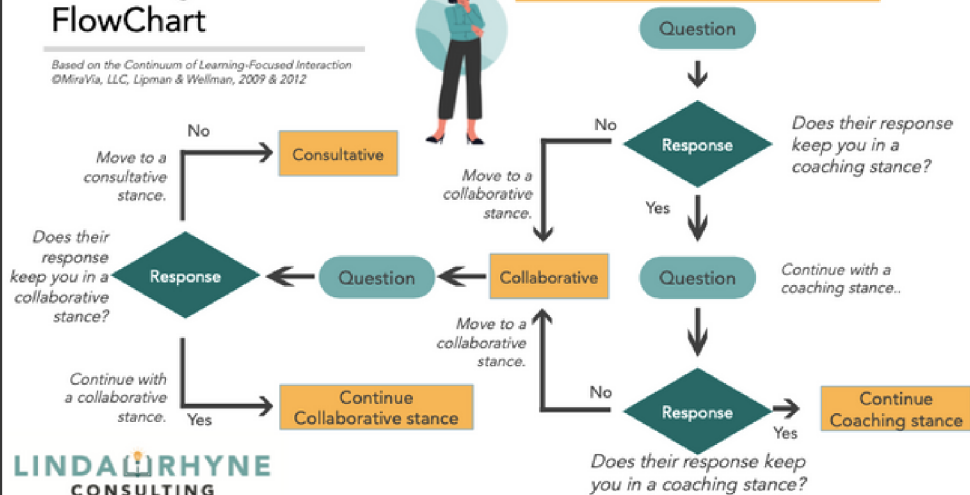 FlowChart
Based on the Continuum of Learning-Focused Interaction
©MiraVia, LLC, Lipman & Wellman, 2009 & 2012
Question
Response
Does their response
keep you in a
coaching stance?
No
Move to a
collaborative
stance.
Yes
Question
Continue with a
coaching stance..
Response
Does their response keep
you in a coaching stance?
Yes
Continue
Coaching stance
No
Move to a
collaborative
stance.
Collaborative
Question
Response
Does their
response
keep you in a
collaborative
stance?
No
Move to a
consultative
stance.
Consultative
Continue with
a collaborative
stance.
Yes
Continue
Collaborative stance
LINDA RHYNE
CONSULTING